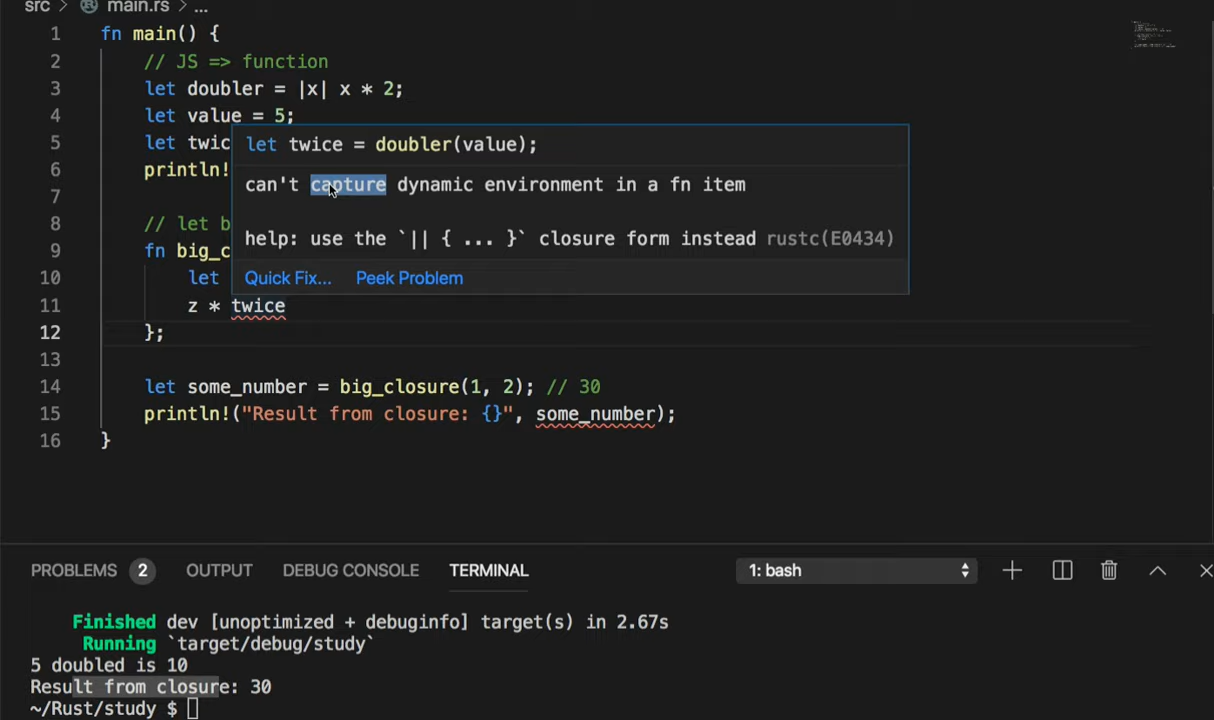 src > main.rs > ...
1 fn main() {
2 // JS => function
3 let doubler = |x| x * 2;
4 let value = 5;
5 let twic
6 println!
7
8 // let b
9 fn big_c
10 let
11 z * twice
12 };
13
14 let some_number = big_closure(1, 2); // 30
15 println!("Result from closure: {}", some_number);
16 }
let twice = doubler(value);
can't capture dynamic environment in a fn item
help: use the `|| { ... }` closure form instead rustc(E0434)
Quick Fix... Peek Problem
PROBLEMS 2 OUTPUT DEBUG CONSOLE TERMINAL 1: bash
Finished dev [unoptimized + debuginfo] target(s) in 2.67s
Running `target/debug/study`
5 doubled is 10
Result from closure: 30
~/Rust/study $